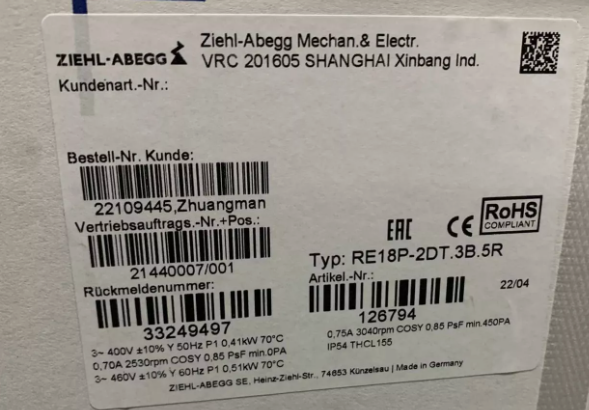 ZIEHL-ABEGG
Ziehl-Abegg Mechan.& Electr.
VRC 201605 SHANGHAI Xinbang Ind.
Kundenart.-Nr.:
Bestell-Nr. Kunde:
22109445,Zhuangman
Vertriebsauftrags.-Nr.+Pos.:
21440007/001
Rückmeldenummer:
33249497
EAC
CE
RoHS
COMPLIANT
Typ: RE18P-2DT.3B.5R
Artikel.-Nr.:
22/04
126794
3~ 400V ±10% Y 50Hz P1 0,41kW 70°C
0,70A 2530rpm COSY 0,85 PsF min.0PA
3~ 460V ±10% Y 60Hz P1 0,51kW 70°C
0,75A 3040rpm COSY 0,85 PsF min.450PA
IP54 THCL155
ZIEHL-ABEGG SE, Heinz-Ziehl-Str., 74653 Künzelsau | Made in Germany